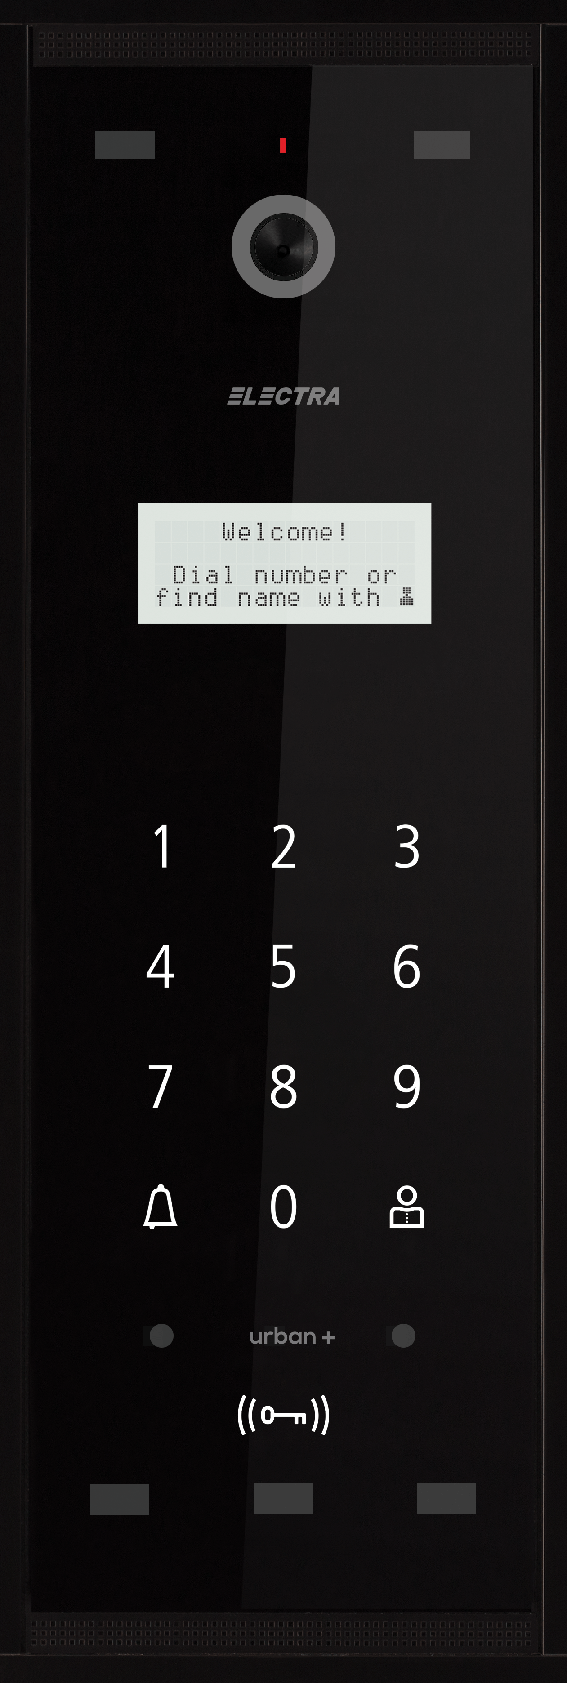 ELECTRA
Welcome!
Dial number or
find name with
1 2 3
4 5 6
7 8 9
0
urban+